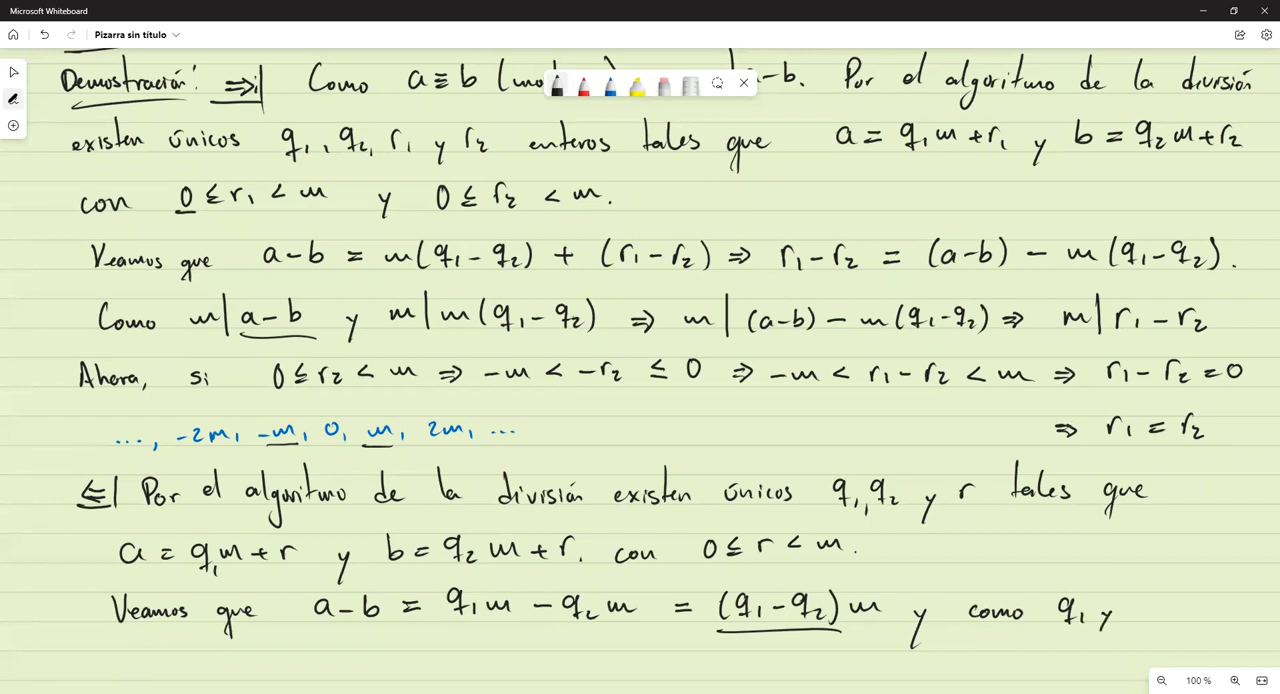 Microsoft Whiteboard
Pizarra sin título
Demostración: ⇒| Como a≡b (mod a-b. Por el algoritmo de la división
existen únicos q₁, q₂, r₁ y r₂ enteros tales que a = q₁m+r₁ y b = q₂m+r₂
con 0 ≤ r₁ < m y 0 ≤ r₂ < m.
Veamos que a-b = m(q₁-q₂) + (r₁-r₂) ⇒ r₁-r₂ = (a-b) - m(q₁-q₂).
Como m|a-b y m|m(q₁-q₂) ⇒ m|(a-b)-m(q₁-q₂) ⇒ m|r₁-r₂
Ahora, si 0 ≤ r₂ < m ⇒ -m < -r₂ ≤ 0 ⇒ -m < r₁-r₂ < m ⇒ r₁-r₂=0
..., -2m, -m, 0, m, 2m, ... ⇒ r₁ = r₂
⇐| Por el algoritmo de la división existen únicos q₁, q₂ y r tales que
a = q₁m+r y b = q₂m+r. con 0 ≤ r < m.
Veamos que a-b = q₁m - q₂m = (q₁-q₂)m y como q₁ y
100 %